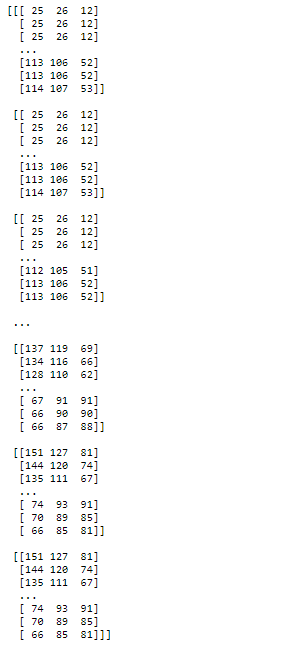 [[[ 25  26  12]
  [ 25  26  12]
  [ 25  26  12]
  ...
  [113 106  52]
  [113 106  52]
  [114 107  53]]

 [[ 25  26  12]
  [ 25  26  12]
  [ 25  26  12]
  ...
  [113 106  52]
  [113 106  52]
  [114 107  53]]

 [[ 25  26  12]
  [ 25  26  12]
  [ 25  26  12]
  ...
  [112 105  51]
  [113 106  52]
  [113 106  52]]

 ...

 [[137 119  69]
  [134 116  66]
  [128 110  62]
  ...
  [ 67  91  91]
  [ 66  90  90]
  [ 66  87  88]]

 [[151 127  81]
  [144 120  74]
  [135 111  67]
  ...
  [ 74  93  91]
  [ 70  89  85]
  [ 66  85  81]]

 [[151 127  81]
  [144 120  74]
  [135 111  67]
  ...
  [ 74  93  91]
  [ 70  89  85]
  [ 66  85  81]]]